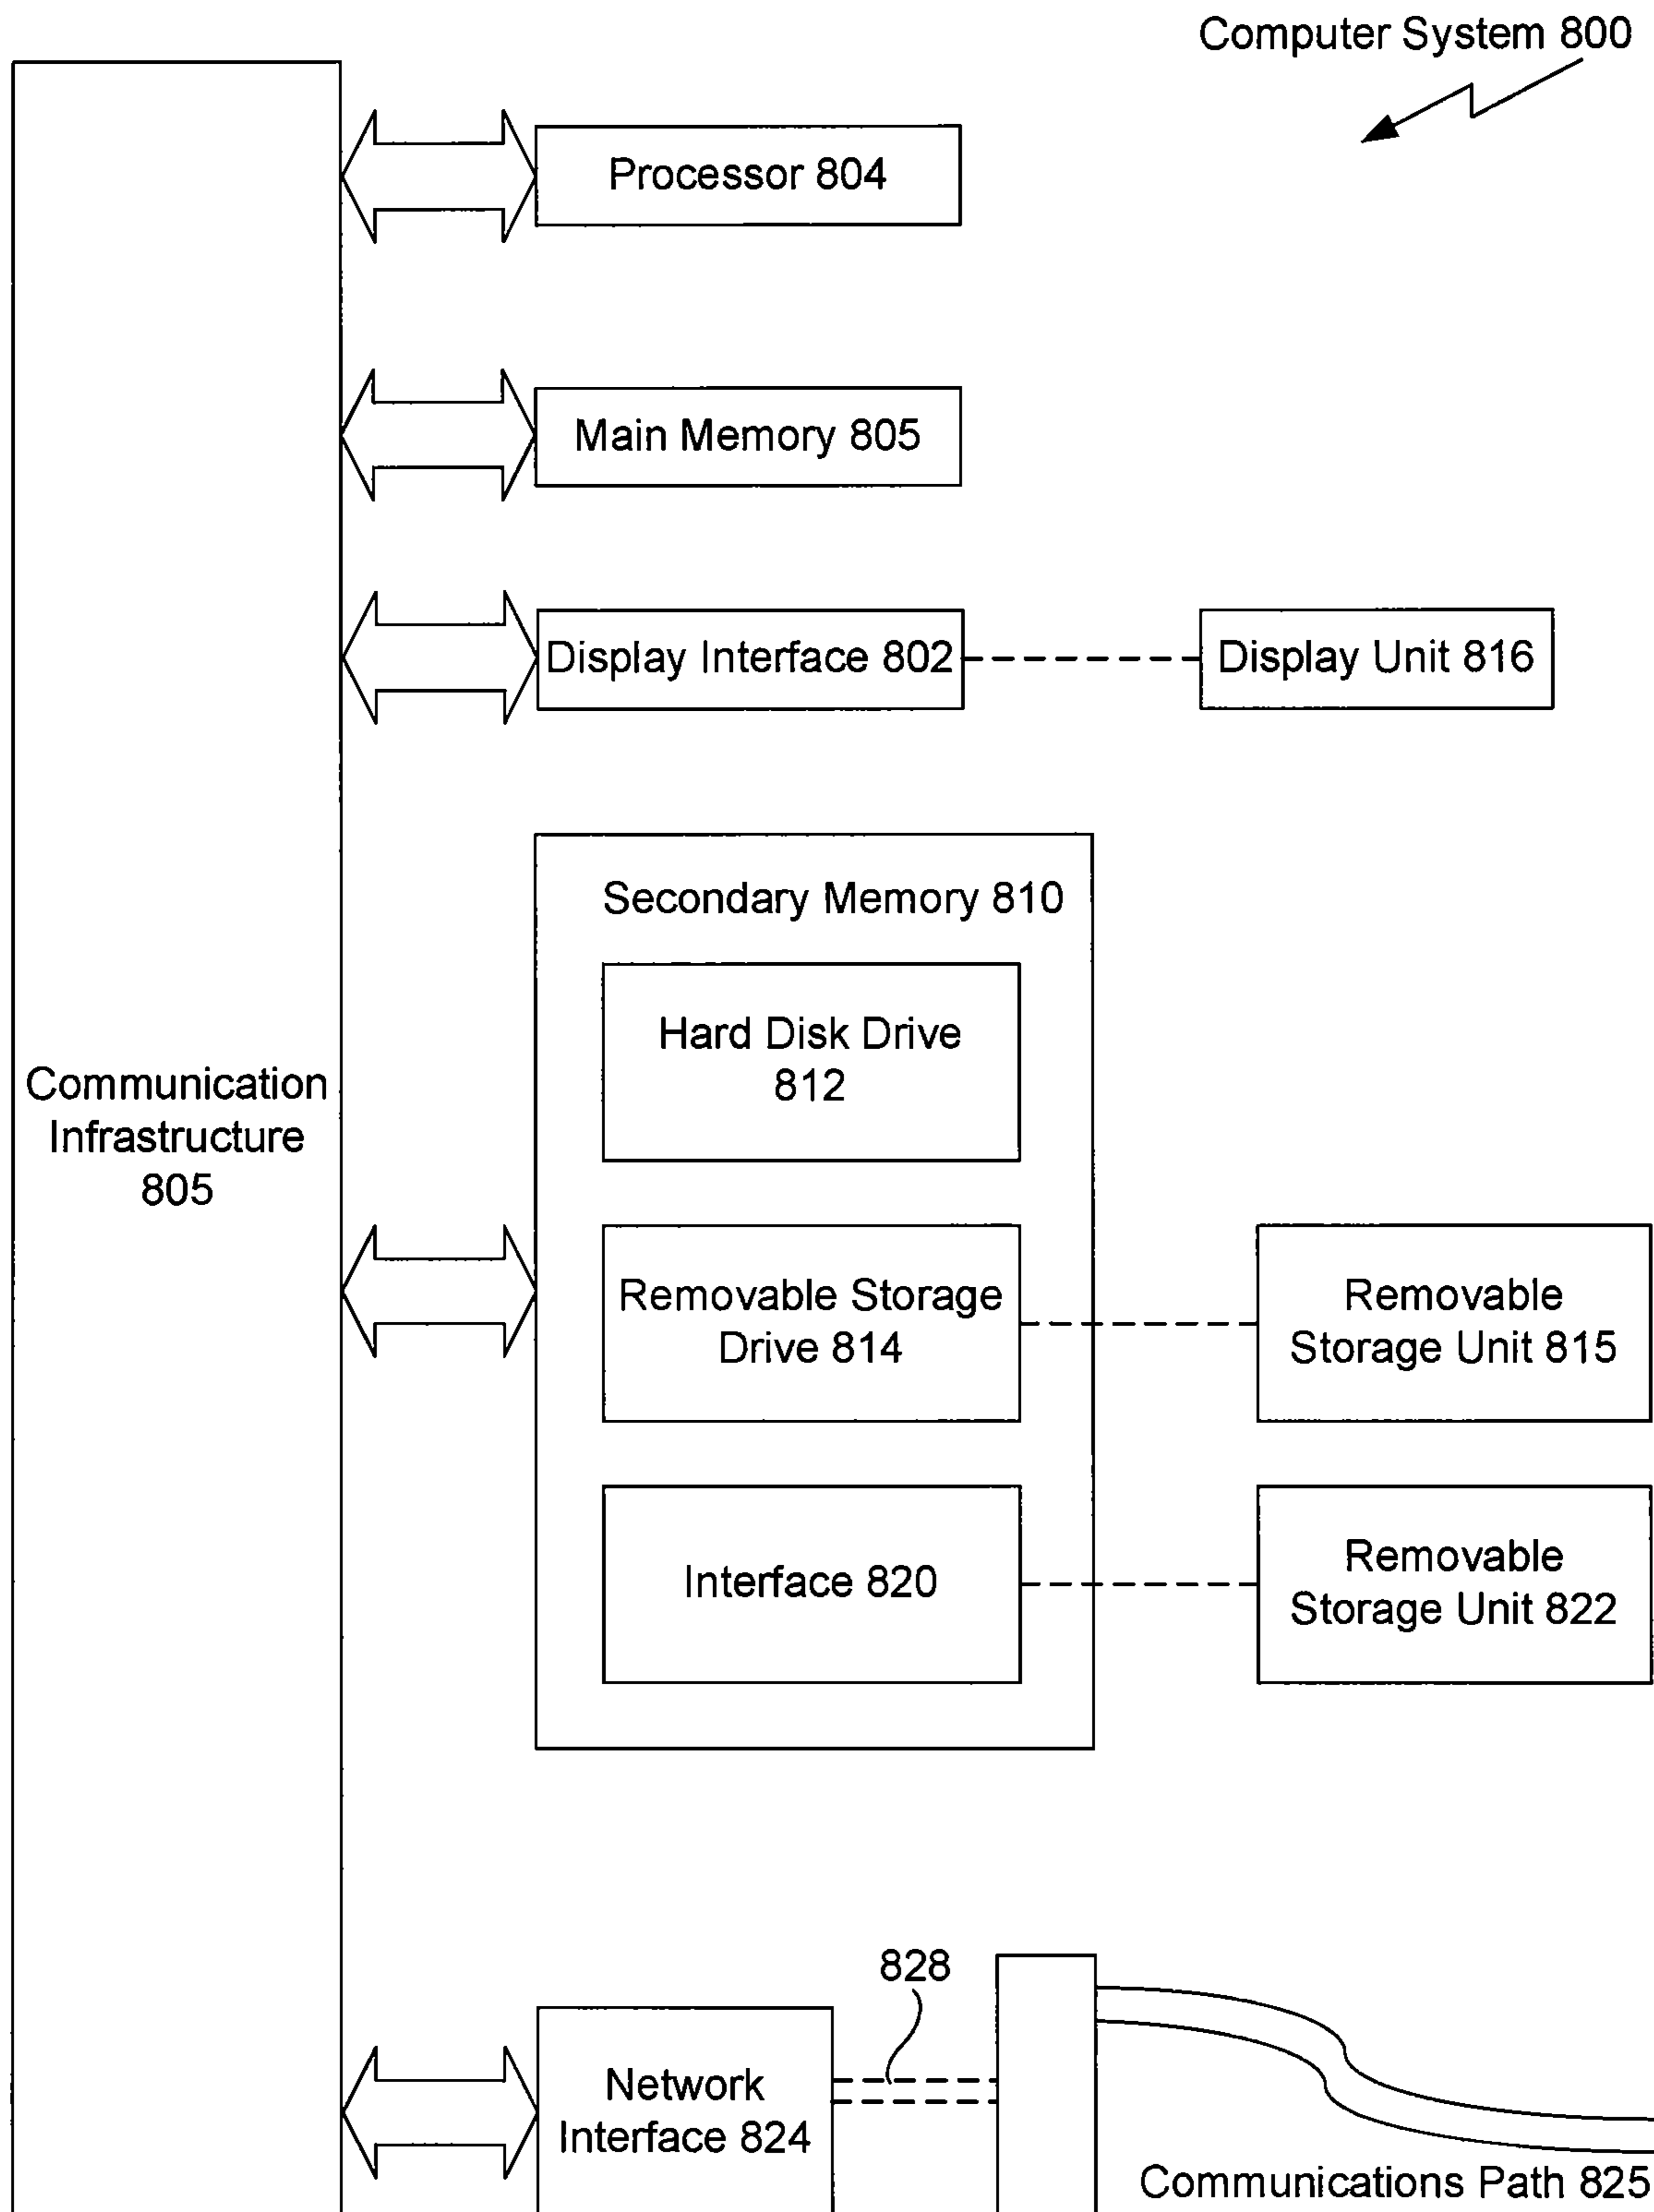 Computer System 800
Processor 804
Main Memory 805
Display Interface 802
Display Unit 816
Secondary Memory 810
Hard Disk Drive
812
Communication
Infrastructure
805
Removable Storage
Drive 814
Removable
Storage Unit 815
Interface 820
Removable
Storage Unit 822
828
Network
Interface 824
Communications Path 825